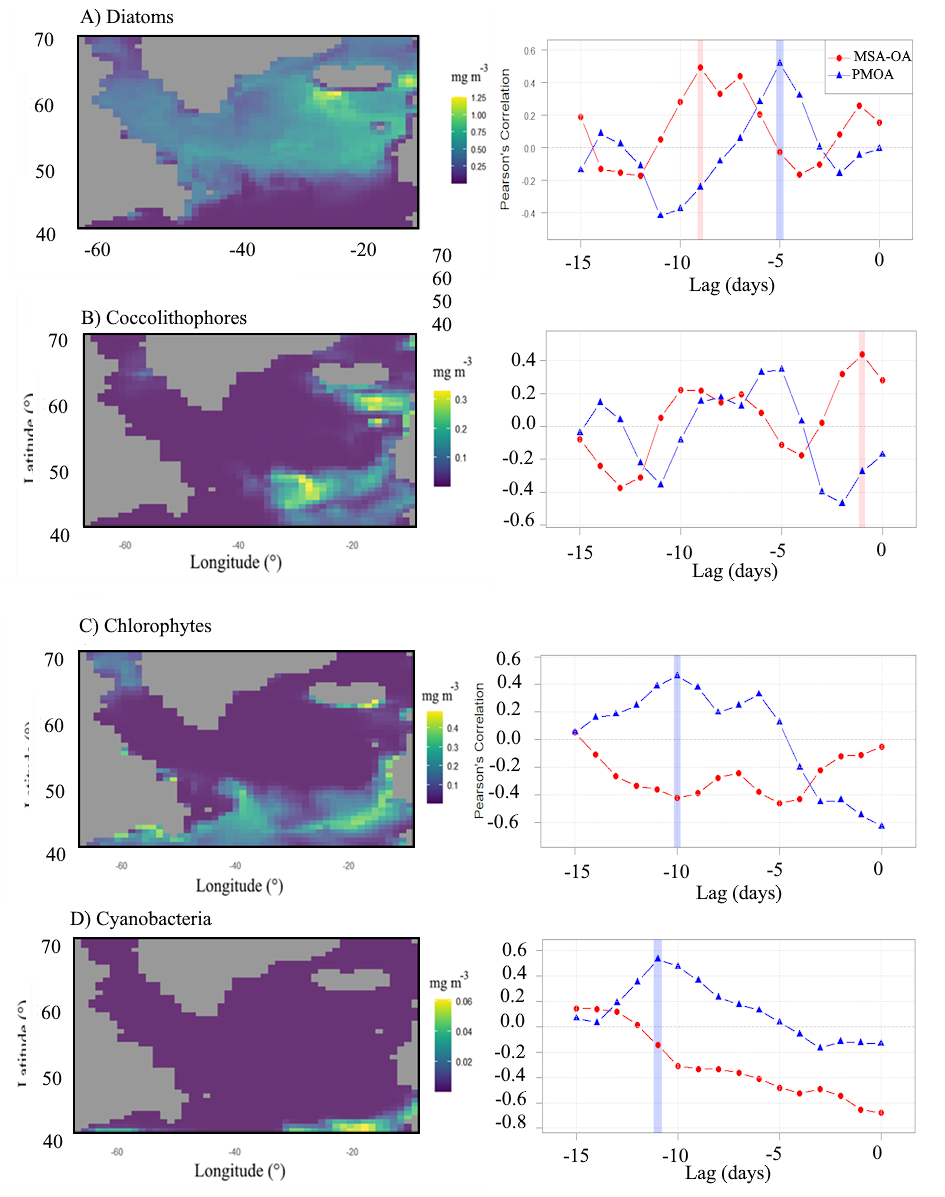 A) Diatoms
70
60
50
40
-60 -40 -20
mg m-3
1.25
1.00
0.75
0.50
0.25
Pearson's Correlation
0.6
0.4
0.2
0.0
-0.2
-0.4
MSA-OA
PMOA
-15 -10 -5 0
Lag (days)
70
60
50
40
B) Coccolithophores
70
60
50
40
Latitude (°)
-60 -40 -20
Longitude (°)
mg m-3
0.3
0.2
0.1
0.4
0.2
0.0
-0.2
-0.4
-0.6
-15 -10 -5 0
Lag (days)
C) Chlorophytes
70
60
50
40
-60 -40 -20
Longitude (°)
mg m-3
0.4
0.3
0.2
0.1
Pearson's Correlation
0.6
0.4
0.2
0.0
-0.2
-0.4
-0.6
-15 -10 -5 0
Lag (days)
D) Cyanobacteria
70
60
50
40
Latitude (°)
-60 -40 -20
Longitude (°)
mg m-3
0.06
0.04
0.02
0.6
0.4
0.2
0.0
-0.2
-0.4
-0.6
-0.8
-15 -10 -5 0
Lag (days)